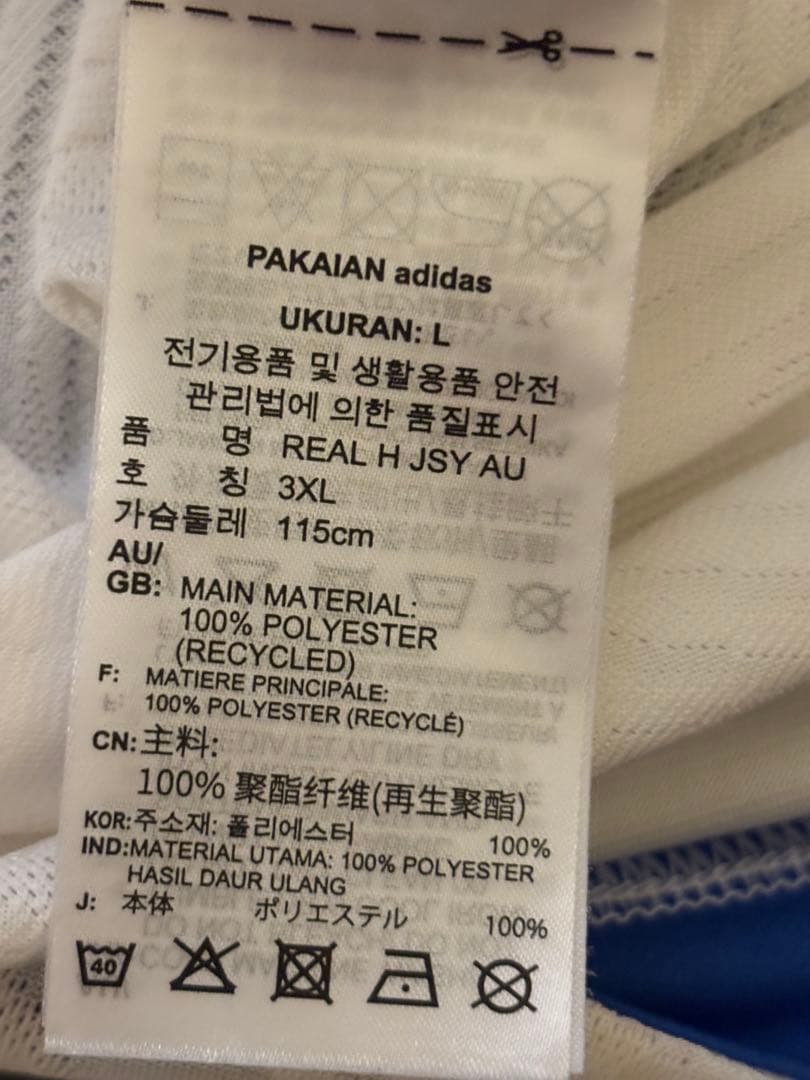 PAKAIAN adidas
UKURAN: L
전기용품 및 생활용품 안전
관리법에 의한 품질표시
품 명 REAL H JSY AU
호 칭 3XL
가슴둘레 115cm
AU/
GB: MAIN MATERIAL:
100% POLYESTER
(RECYCLED)
F: MATIERE PRINCIPALE:
100% POLYESTER (RECYCLÉ)
CN:主料:
100% 聚酯纤维(再生聚酯)
KOR:주소재: 폴리에스터 100%
IND:MATERIAL UTAMA: 100% POLYESTER
HASIL DAUR ULANG
J: 本体 ポリエステル 100%
40